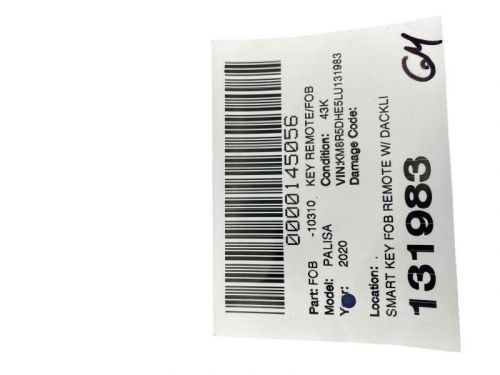 GM
0000145056
Part: FOB -10310. KEY REMOTE/FOB
Model: PALISA Condition: 43K
Year: 2020 VIN:KM8R5DHE5LU131983
Damage Code:
Location: .
SMART KEY FOB REMOTE W/ DACKLI
131983